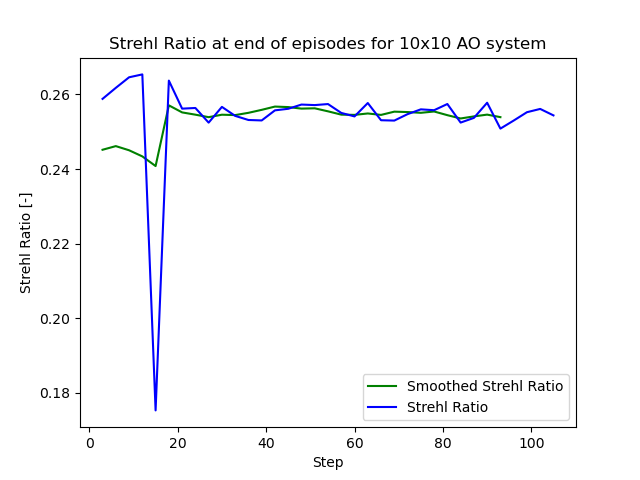 Strehl Ratio at end of episodes for 10x10 AO system
Strehl Ratio [-]
0.26
0.24
0.22
0.20
0.18
Smoothed Strehl Ratio
Strehl Ratio
0 20 40 60 80 100
Step